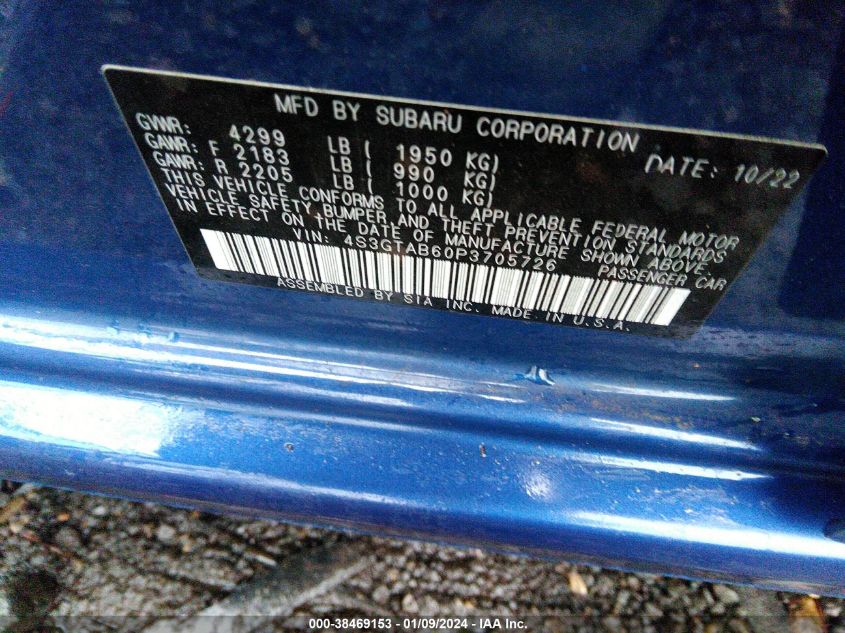 MFD BY SUBARU CORPORATION DATE: 10/22
GVWR: 4299 LB ( 1950 KG)
GAWR: F 2183 LB ( 990 KG)
GAWR: R 2205 LB ( 1000 KG)
THIS VEHICLE CONFORMS TO ALL APPLICABLE FEDERAL MOTOR
VEHICLE SAFETY, BUMPER, AND THEFT PREVENTION STANDARDS
IN EFFECT ON THE DATE OF MANUFACTURE SHOWN ABOVE.
VIN: 4S3GTAB60P3705726 PASSENGER CAR
ASSEMBLED BY SIA INC. MADE IN U.S.A.
000-38469153 - 01/09/2024 - IAA Inc.